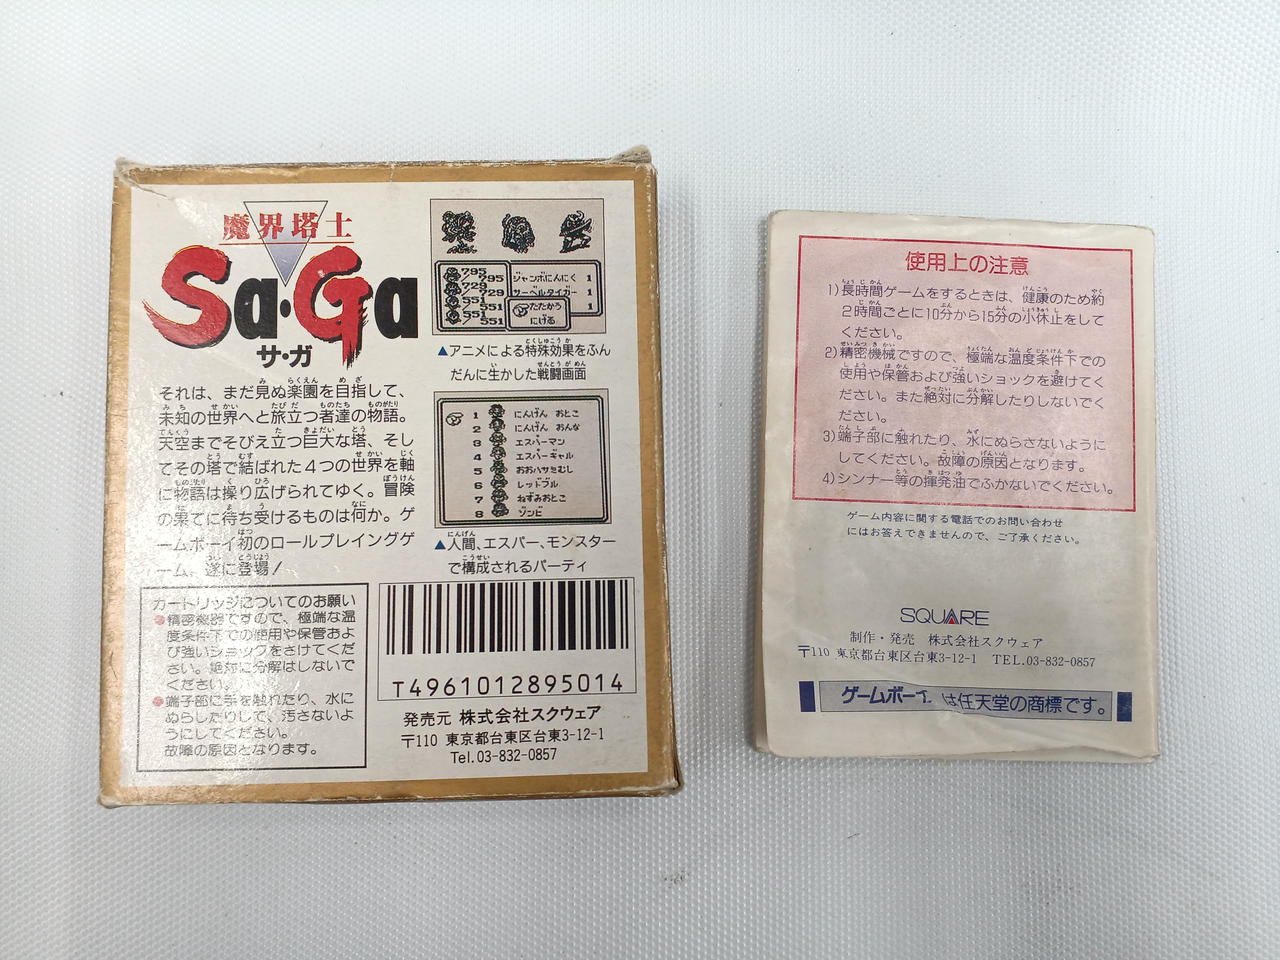 魔界塔士
Sa・Ga
サ・ガ
それは、まだ見ぬ楽園を目指して、
未知の世界へと旅立つ者達の物語。
天空までそびえ立つ巨大な塔、そし
てその塔で結ばれた4つの世界を軸
に物語は操り広げられてゆく。冒険
の果てに待ち受けるものは何か。ゲ
ームボーイ初のロールプレイングゲ
ーム、遂に登場!
カートリッジについてのお願い
●精密機器ですので、極端な温
度条件下での使用や保管およ
び強いショックをさけてくだ
さい。絶対に分解はしないで
ください。
●端子部に手を触れたり、水に
ぬらしたりして、汚さないよ
うにしてください。
故障の原因となります。
795
/795
729
/729
551
/551
551
/551
ジャンボにんにく 1
サーベルタイガー 1
1
たたかう
にげる
▲アニメによる特殊効果をふん
だんに生かした戦闘画面
1 にんげん おとこ
2 にんげん おんな
3 エスパーマン
4 エスパーギャル
5 おおハサミむし
6 レッドブル
7 ねずみおとこ
8 ゾンビ
▲人間、エスパー、モンスター
で構成されるパーティ
T4961012895014
発売元 株式会社スクウェア
〒110 東京都台東区台東3-12-1
Tel.03-832-0857
使用上の注意
1)長時間ゲームをするときは、健康のため約
2時間ごとに10分から15分の小休止をして
ください。
2)精密機械ですので、極端な温度条件下での
使用や保管および強いショックを避けてく
ださい。また絶対に分解したりしないでく
ださい。
3)端子部に触れたり、水にぬらさないように
してください。故障の原因となります。
4)シンナー等の揮発油でふかないでください。
ゲーム内容に関する電話でのお問い合わせ
にはお答えできませんので、ご了承ください。
SQUARE
制作・発売 株式会社スクウェア
〒110 東京都台東区台東3-12-1 TEL.03-832-0857
ゲームボーイは任天堂の商標です。